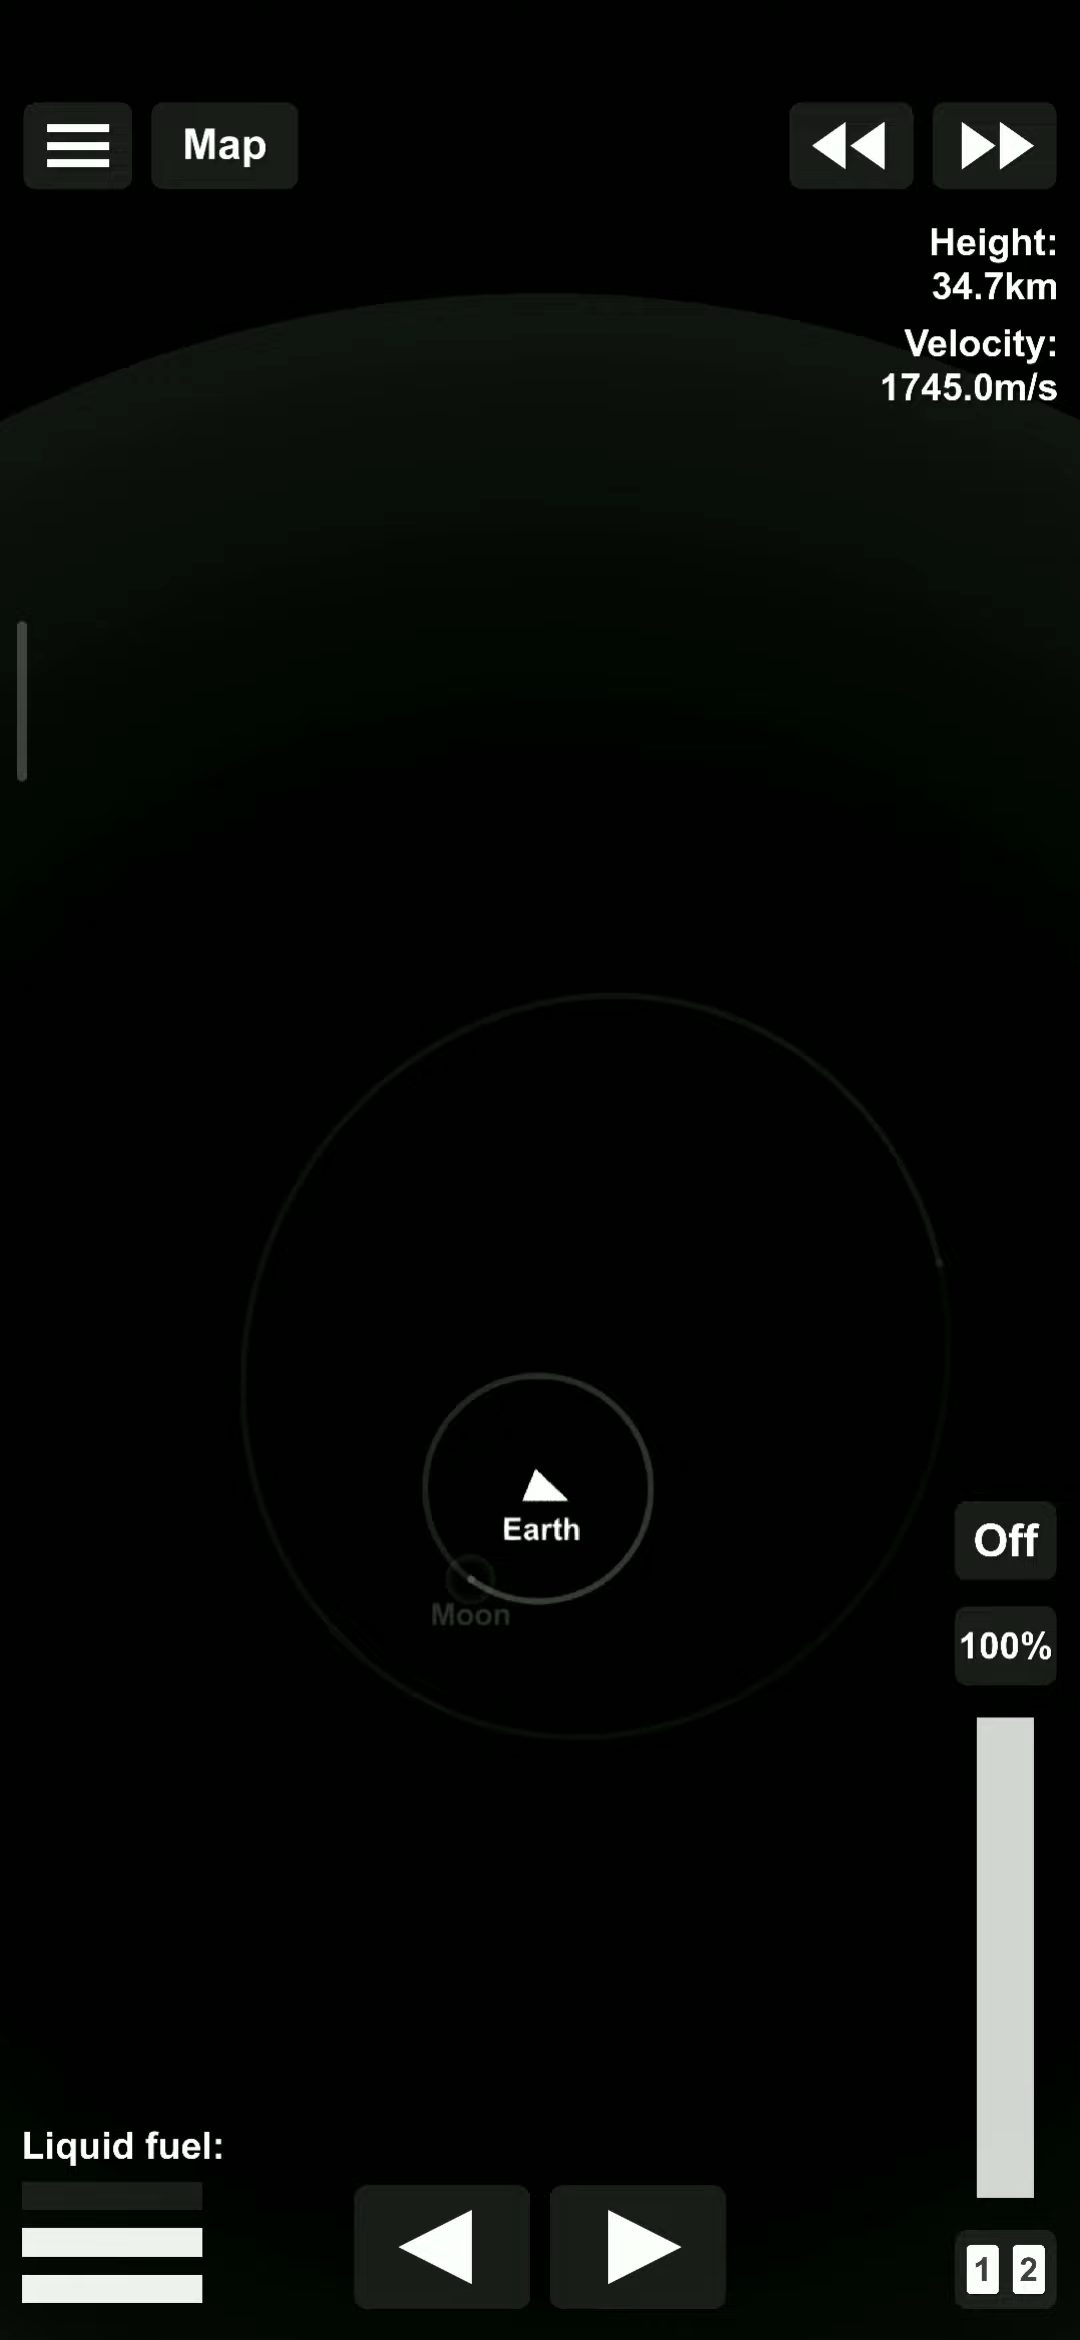 Map
Height:
34.7km
Velocity:
1745.0m/s
Earth
Moon
Off
100%
Liquid fuel:
1 2